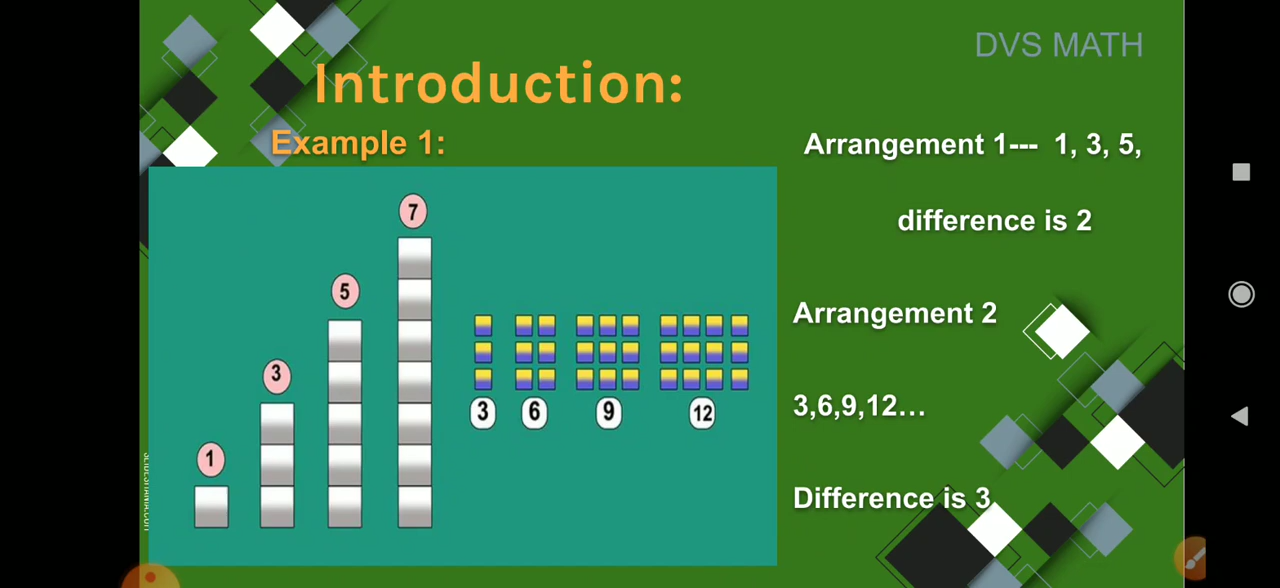 DVS MATH
Introduction:
Example 1:
Arrangement 1--- 1, 3, 5,
difference is 2
Arrangement 2
3,6,9,12...
Difference is 3
7
5
3
1
3 6 9 12